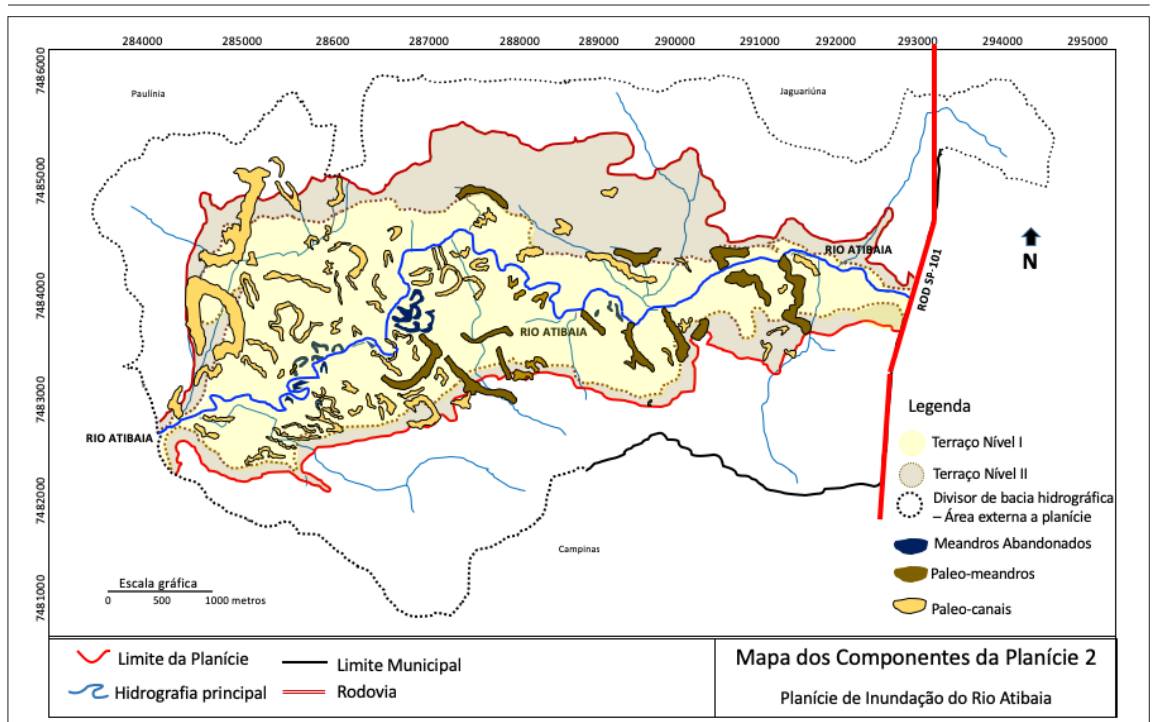 284000 285000 28600 287000 288000 289000 290000 291000 292000 293000 294000 295000
7486000
7485000
7484000
7483000
7482000
7481000
Paulínia
Jaguariúna
RIO ATIBAIA
ROD SP-101
N
RIO ATIBAIA
RIO ATIBAIA
Campinas
Legenda
Terraço Nível I
Terraço Nível II
Divisor de bacia hidrográfica
– Área externa a planície
Meandros Abandonados
Paleo-meandros
Paleo-canais
Escala gráfica
0 500 1000 metros
Limite da Planície
Limite Municipal
Hidrografia principal
Rodovia
Mapa dos Componentes da Planície 2
Planície de Inundação do Rio Atibaia